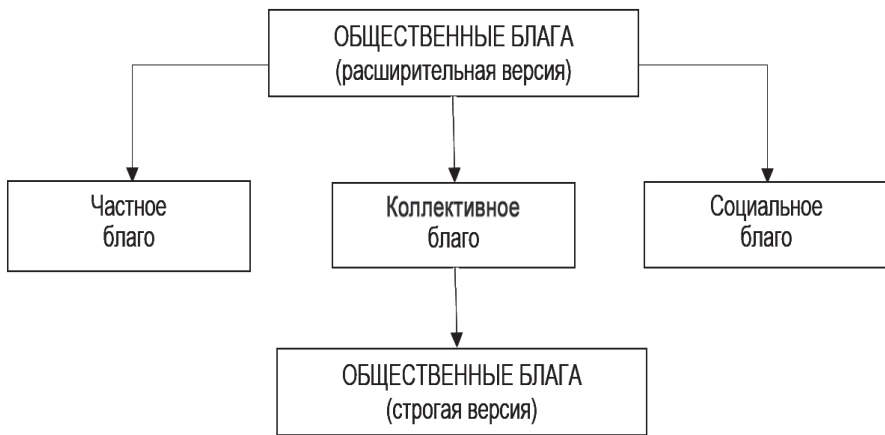 ОБЩЕСТВЕННЫЕ БЛАГА
(расширительная версия)
Частное
благо
Коллективное
благо
Социальное
благо
ОБЩЕСТВЕННЫЕ БЛАГА
(строгая версия)